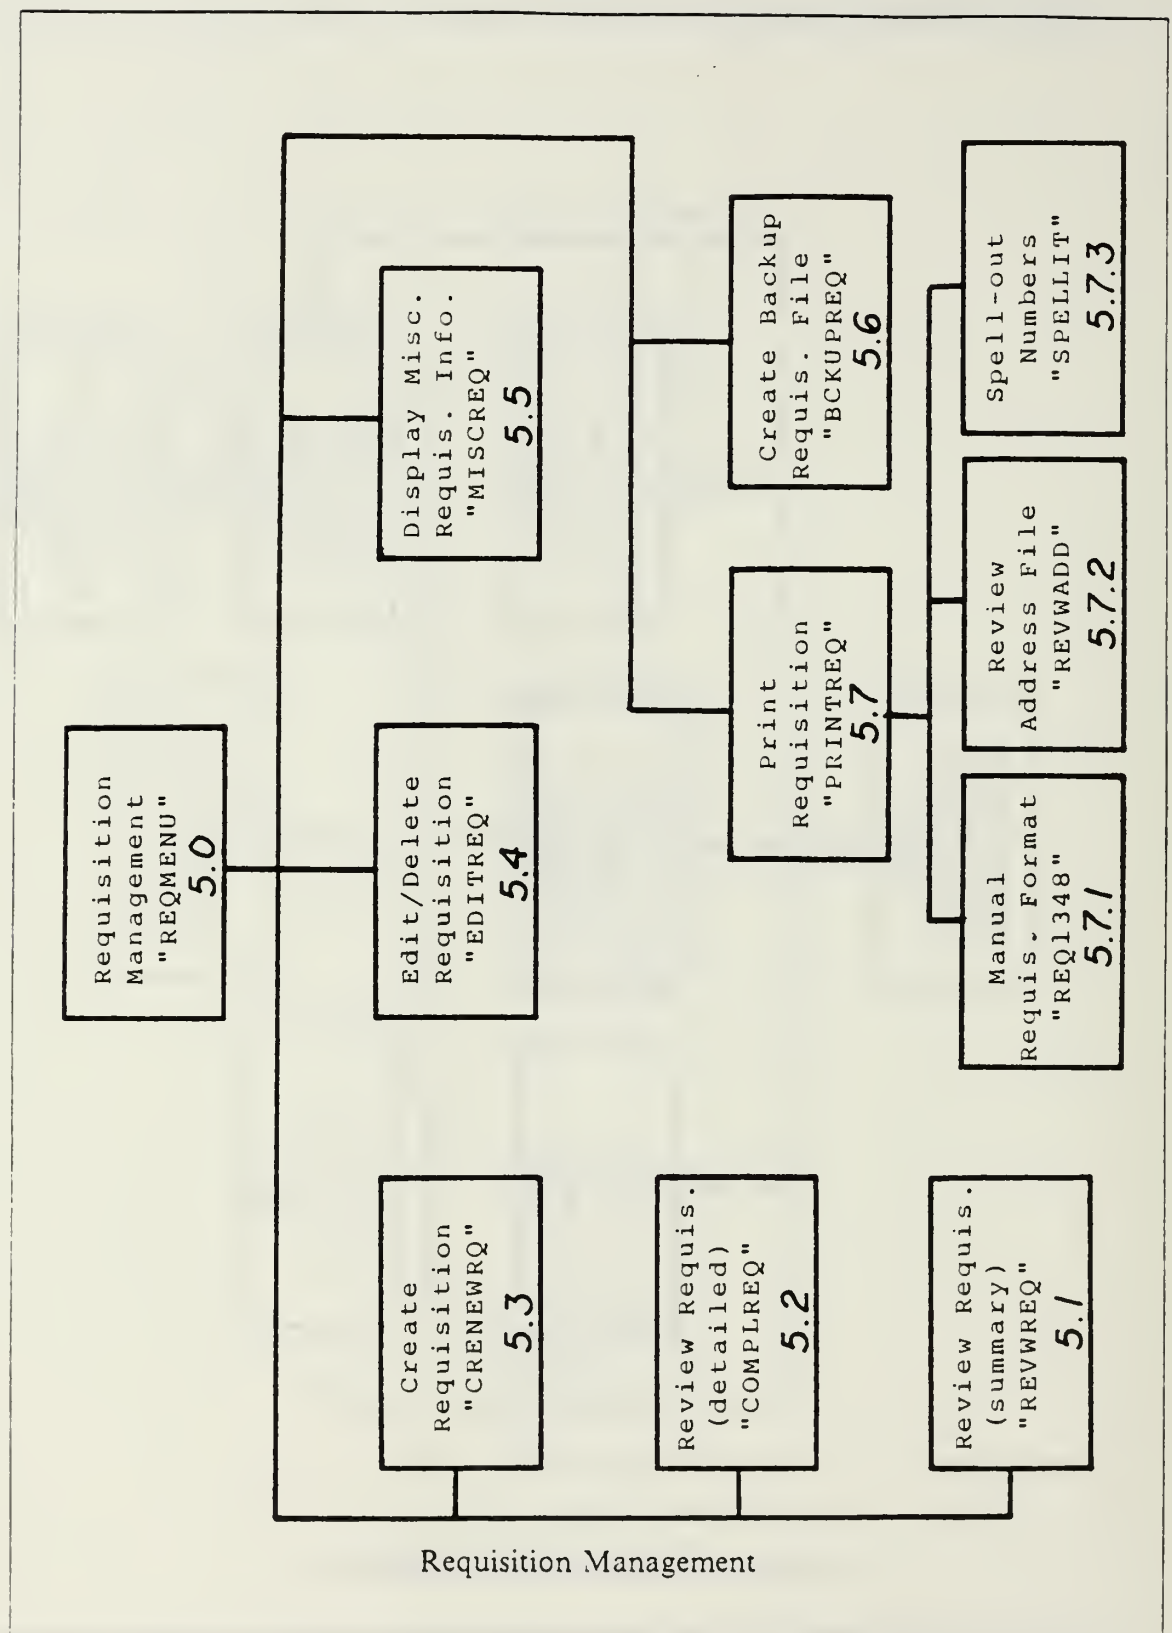 Requisition
Management
"REQMENU"
5.0
Create
Requisition
"CRENEWRQ"
5.3
Review Requis.
(detailed)
"COMPLREQ"
5.2
Review Requis.
(summary)
"REVWREQ"
5.1
Edit/Delete
Requisition
"EDITREQ"
5.4
Display Misc.
Requis. Info.
"MISCREQ"
5.5
Print
Requisition
"PRINTREQ"
5.7
Create Backup
Requis. File
"BCKUPREQ"
5.6
Manual
Requis. Format
"REQ1348"
5.7.1
Review
Address File
"REVWADD"
5.7.2
Spell-out
Numbers
"SPELLIT"
5.7.3
Requisition Management